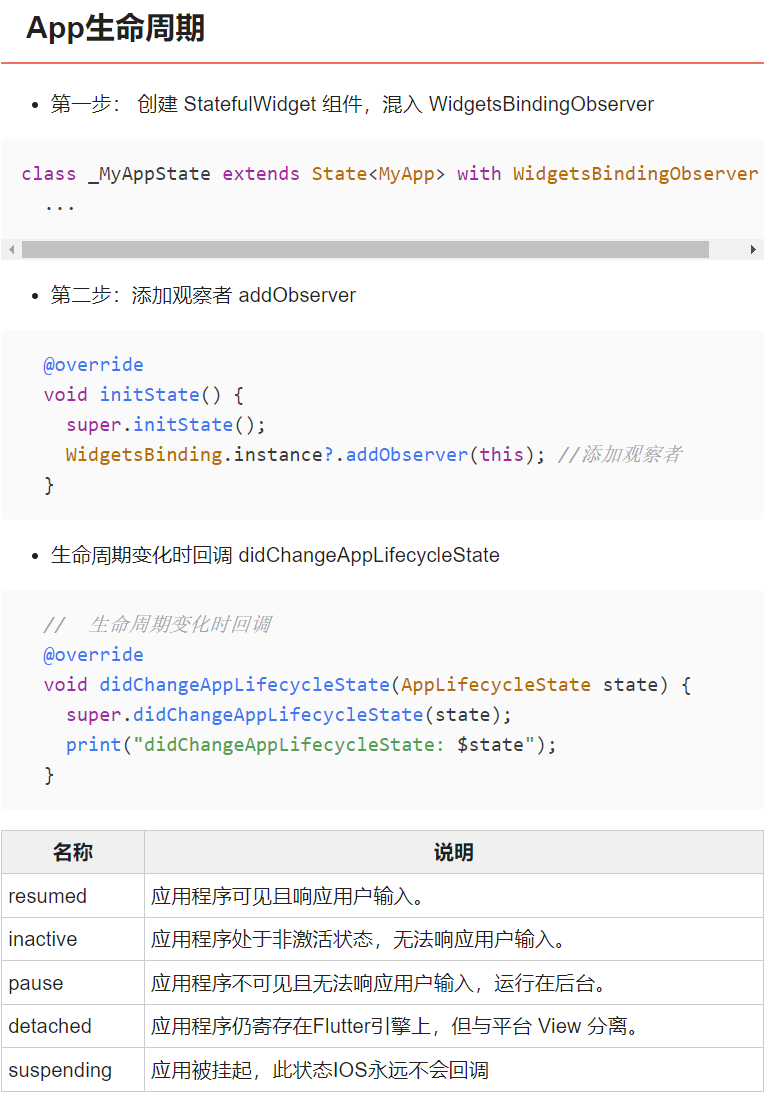 App生命周期
第一步： 创建 StatefulWidget 组件，混入 WidgetsBindingObserver
class _MyAppState extends State<MyApp> with WidgetsBindingObserver
...
第二步：添加观察者 addObserver
@override
void initState() {
super.initState();
WidgetsBinding.instance?.addObserver(this); //添加观察者
}
生命周期变化时回调 didChangeAppLifecycleState
// 生命周期变化时回调
@override
void didChangeAppLifecycleState(AppLifecycleState state) {
super.didChangeAppLifecycleState(state);
print("didChangeAppLifecycleState: $state");
}
名称 说明
resumed 应用程序可见且响应用户输入。
inactive 应用程序处于非激活状态，无法响应用户输入。
pause 应用程序不可见且无法响应用户输入，运行在后台。
detached 应用程序仍寄存在Flutter引擎上，但与平台 View 分离。
suspending 应用被挂起，此状态IOS永远不会回调